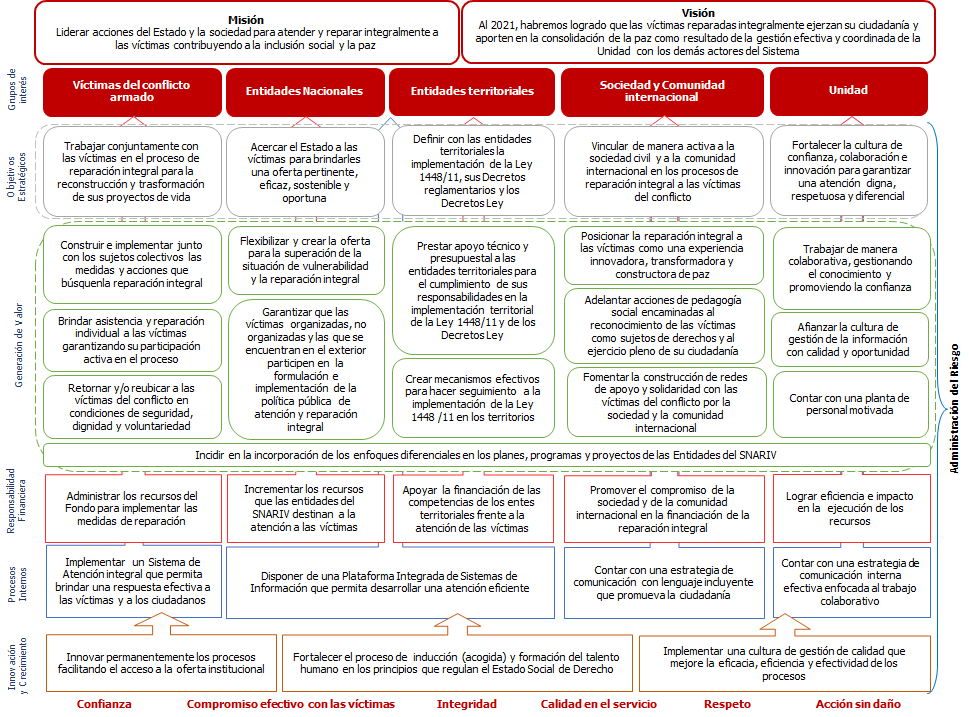 Misión
Liderar acciones del Estado y la sociedad para atender y reparar integralmente a
las víctimas contribuyendo a la inclusión social y la paz
Visión
Al 2021, habremos logrado que las víctimas reparadas integralmente ejerzan su ciudadanía y
aporten en la consolidación de la paz como resultado de la gestión efectiva y coordinada de la
Unidad con los demás actores del Sistema
Grupos de
interés
Víctimas del conflicto
armado
Entidades Nacionales
Entidades territoriales
Sociedad y Comunidad
internacional
Unidad
Objetivos
Estratégicos
Trabajar conjuntamente con
las víctimas en el proceso de
reparación integral para la
reconstrucción y trasformación
de sus proyectos de vida
Acercar el Estado a las
víctimas para brindarles
una oferta pertinente,
eficaz, sostenible y
oportuna
Definir con las entidades
territoriales la
implementación de la Ley
1448/11, sus Decretos
reglamentarios y los
Decretos Ley
Vincular de manera activa a la
sociedad civil y a la comunidad
internacional en los procesos de
reparación integral a las víctimas
del conflicto
Fortalecer la cultura de
confianza, colaboración e
innovación para garantizar
una atención digna,
respetuosa y diferencial
Generación de Valor
Construir e implementar junto
con los sujetos colectivos las
medidas y acciones que
búsquenla reparación integral
Brindar asistencia y reparación
individual a las víctimas
garantizando su participación
activa en el proceso
Retornar y/o reubicar a las
víctimas del conflicto en
condiciones de seguridad,
dignidad y voluntariedad
Flexibilizar y crear la oferta
para la superación de la
situación de vulnerabilidad
y la reparación integral
Garantizar que las
víctimas organizadas, no
organizadas y las que se
encuentran en el exterior
participen en la
formulación e
implementación de la
política pública de
atención y reparación
integral
Prestar apoyo técnico y
presupuestal a las
entidades territoriales para
el cumplimiento de sus
responsabilidades en la
implementación territorial
de la Ley 1448/11 y de los
Decretos Ley
Crear mecanismos efectivos
para hacer seguimiento a la
implementación de la Ley
1448 /11 en los territorios
Posicionar la reparación integral a
las víctimas como una experiencia
innovadora, transformadora y
constructora de paz
Adelantar acciones de pedagogía
social encaminadas al
reconocimiento de las víctimas
como sujetos de derechos y al
ejercicio pleno de su ciudadanía
Fomentar la construcción de redes
de apoyo y solidaridad con las
víctimas del conflicto por la
sociedad y la comunidad
internacional
Trabajar de manera
colaborativa, gestionando
el conocimiento y
promoviendo la confianza
Afianzar la cultura de
gestión de la información
con calidad y oportunidad
Contar con una planta de
personal motivada
Incidir en la incorporación de los enfoques diferenciales en los planes, programas y proyectos de las Entidades del SNARIV
Administración del Riesgo
Responsabilidad
Financiera
Administrar los recursos del
Fondo para implementar las
medidas de reparación
Incrementar los recursos
que las entidades del
SNARIV destinan a la
atención a las víctimas
Apoyar la financiación de las
competencias de los entes
territoriales frente a la
atención de las víctimas
Promover el compromiso de la
sociedad y de la comunidad
internacional en la financiación de la
reparación integral
Lograr eficiencia e impacto
en la ejecución de los
recursos
Procesos
Internos
Implementar un Sistema de
Atención integral que permita
brindar una respuesta efectiva a
las víctimas y a los ciudadanos
Disponer de una Plataforma Integrada de Sistemas de
Información que permita desarrollar una atención eficiente
Contar con una estrategia de
comunicación con lenguaje incluyente
que promueva la ciudadanía
Contar con una estrategia de
comunicación interna
efectiva enfocada al trabajo
colaborativo
Innovación
y Crecimiento
Innovar permanentemente los procesos
facilitando el acceso a la oferta institucional
Fortalecer el proceso de inducción (acogida) y formación del talento
humano en los principios que regulan el Estado Social de Derecho
Implementar una cultura de gestión de calidad que
mejore la eficacia, eficiencia y efectividad de los
procesos
Confianza
Compromiso efectivo con las víctimas
Integridad
Calidad en el servicio
Respeto
Acción sin daño